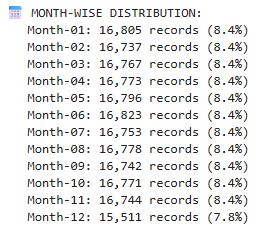 MONTH-WISE DISTRIBUTION:
Month-01: 16,805 records (8.4%)
Month-02: 16,737 records (8.4%)
Month-03: 16,767 records (8.4%)
Month-04: 16,773 records (8.4%)
Month-05: 16,796 records (8.4%)
Month-06: 16,823 records (8.4%)
Month-07: 16,753 records (8.4%)
Month-08: 16,778 records (8.4%)
Month-09: 16,742 records (8.4%)
Month-10: 16,771 records (8.4%)
Month-11: 16,744 records (8.4%)
Month-12: 15,511 records (7.8%)